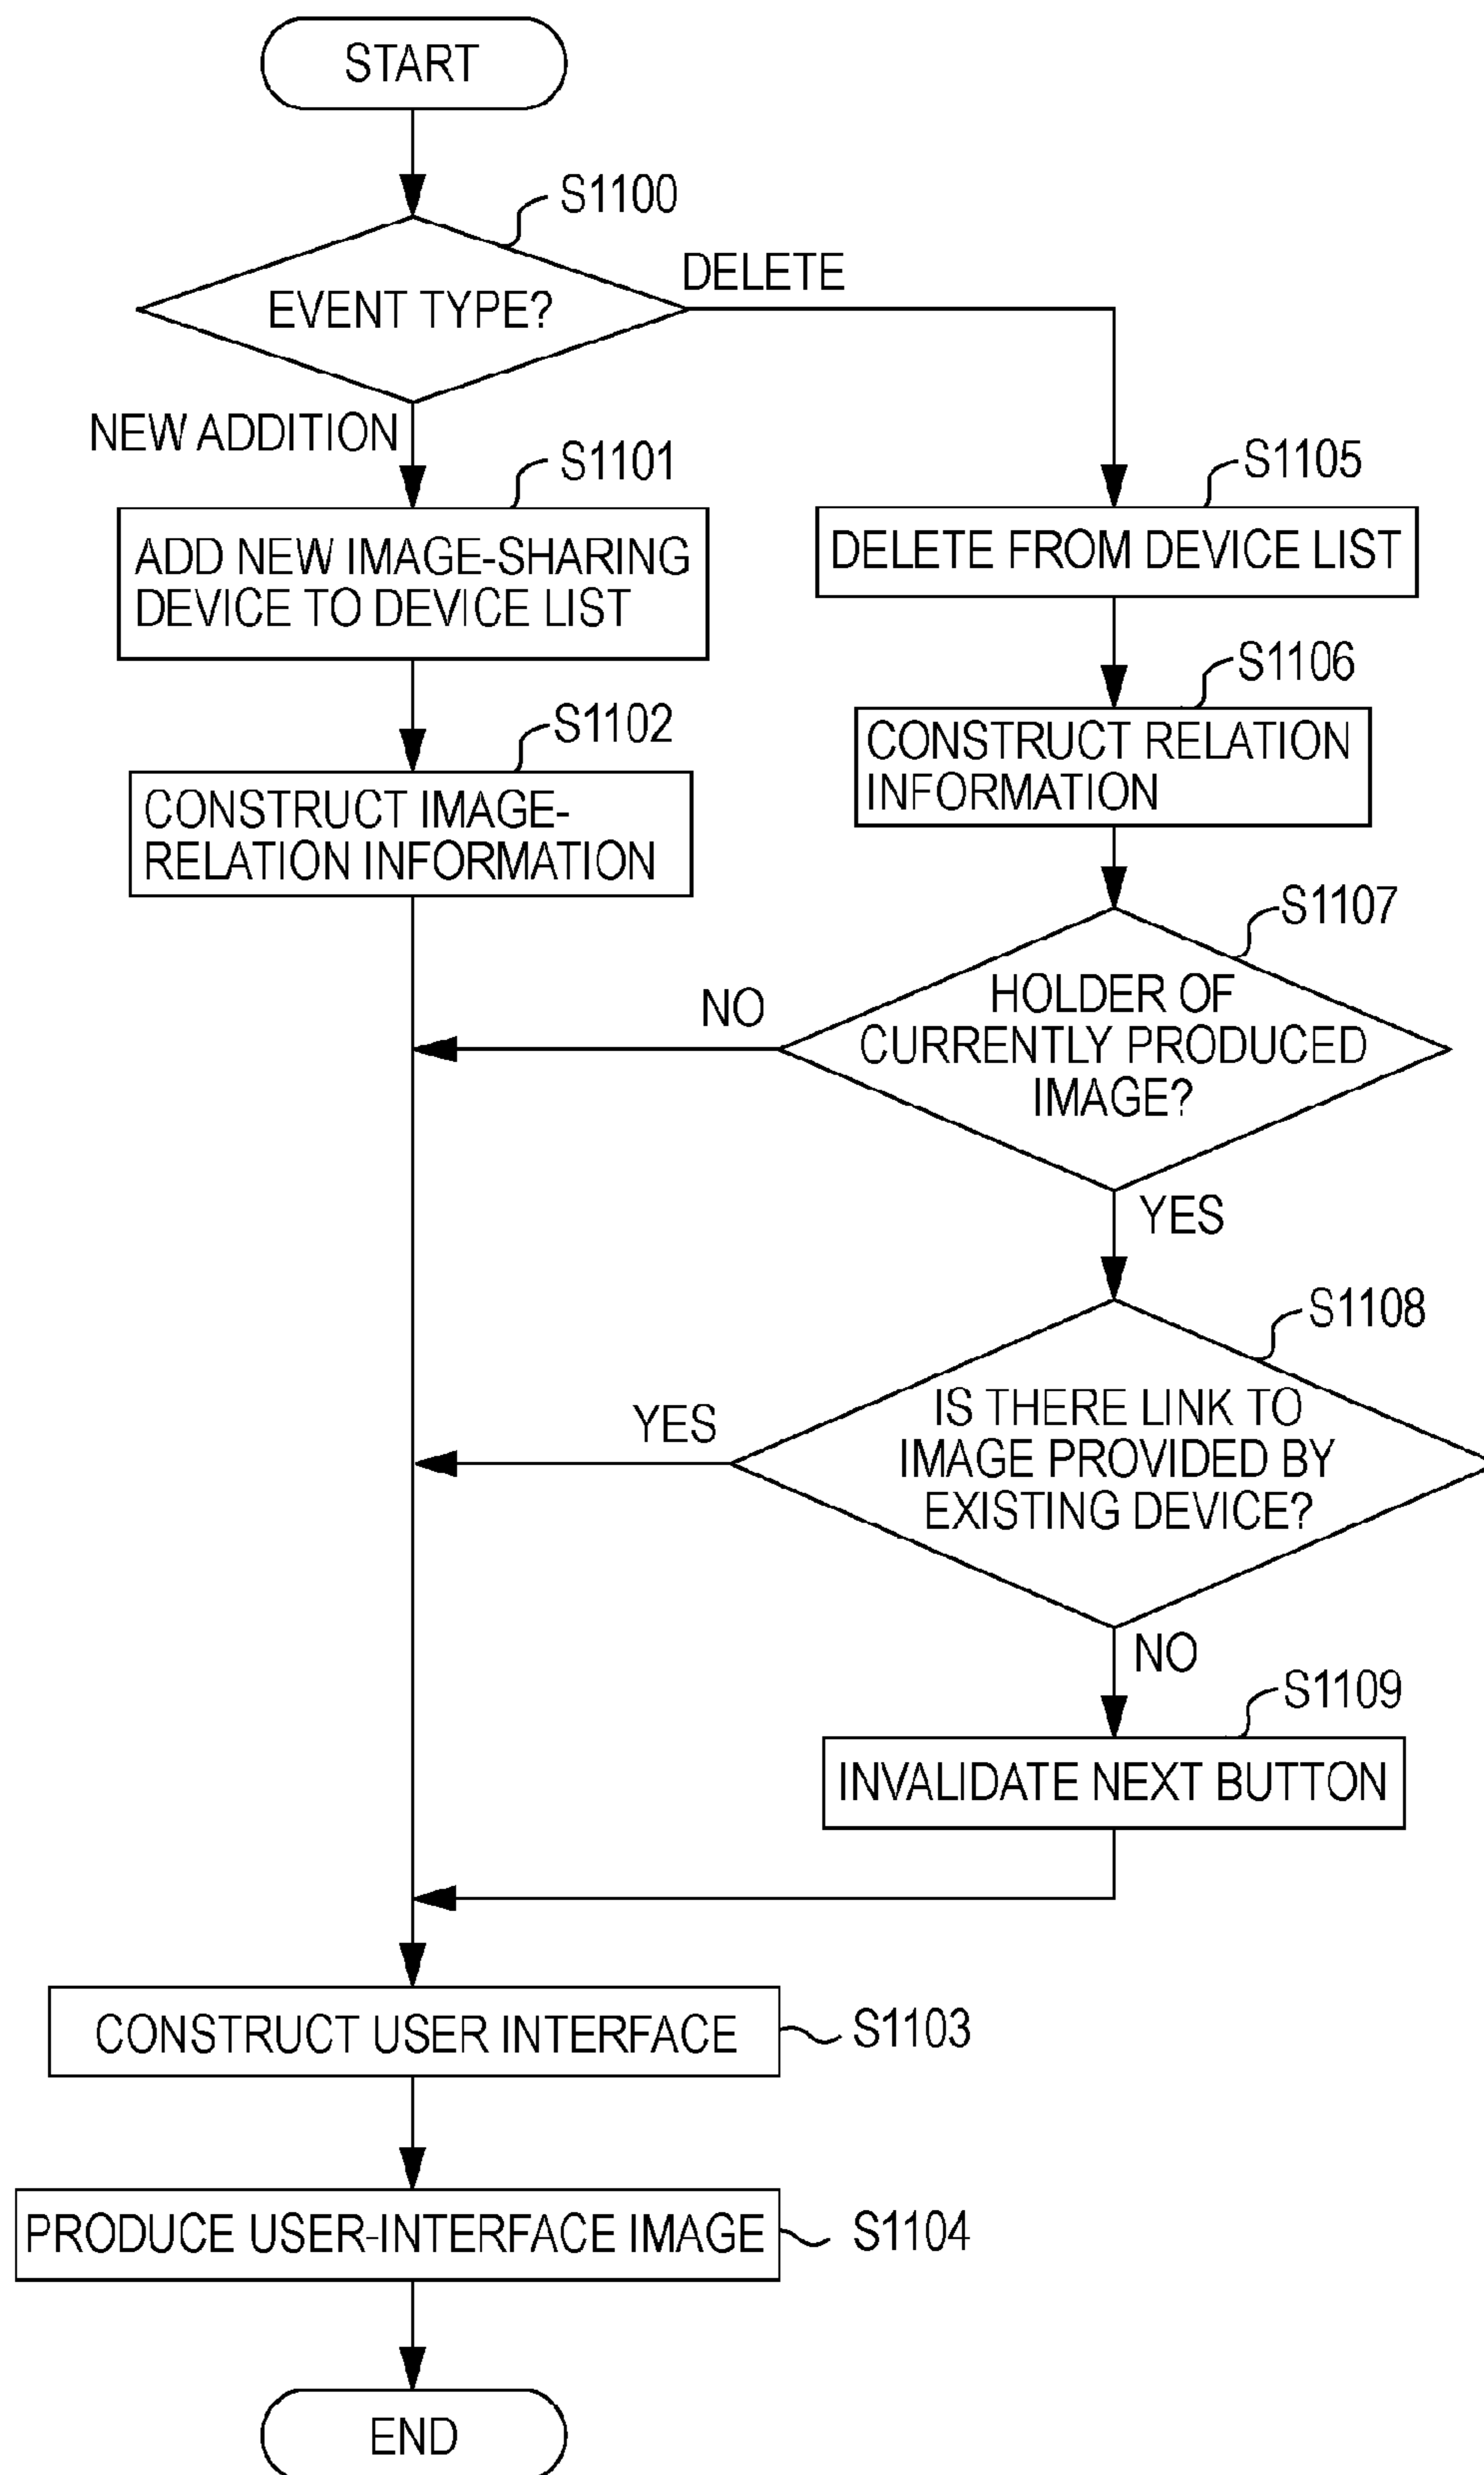 START
S1100
EVENT TYPE?
DELETE
NEW ADDITION
S1101
ADD NEW IMAGE-SHARING
DEVICE TO DEVICE LIST
S1102
CONSTRUCT IMAGE-
RELATION INFORMATION
S1105
DELETE FROM DEVICE LIST
S1106
CONSTRUCT RELATION
INFORMATION
S1107
HOLDER OF
CURRENTLY PRODUCED
IMAGE?
NO
YES
S1108
IS THERE LINK TO
IMAGE PROVIDED BY
EXISTING DEVICE?
YES
NO
S1109
INVALIDATE NEXT BUTTON
CONSTRUCT USER INTERFACE
S1103
PRODUCE USER-INTERFACE IMAGE
S1104
END